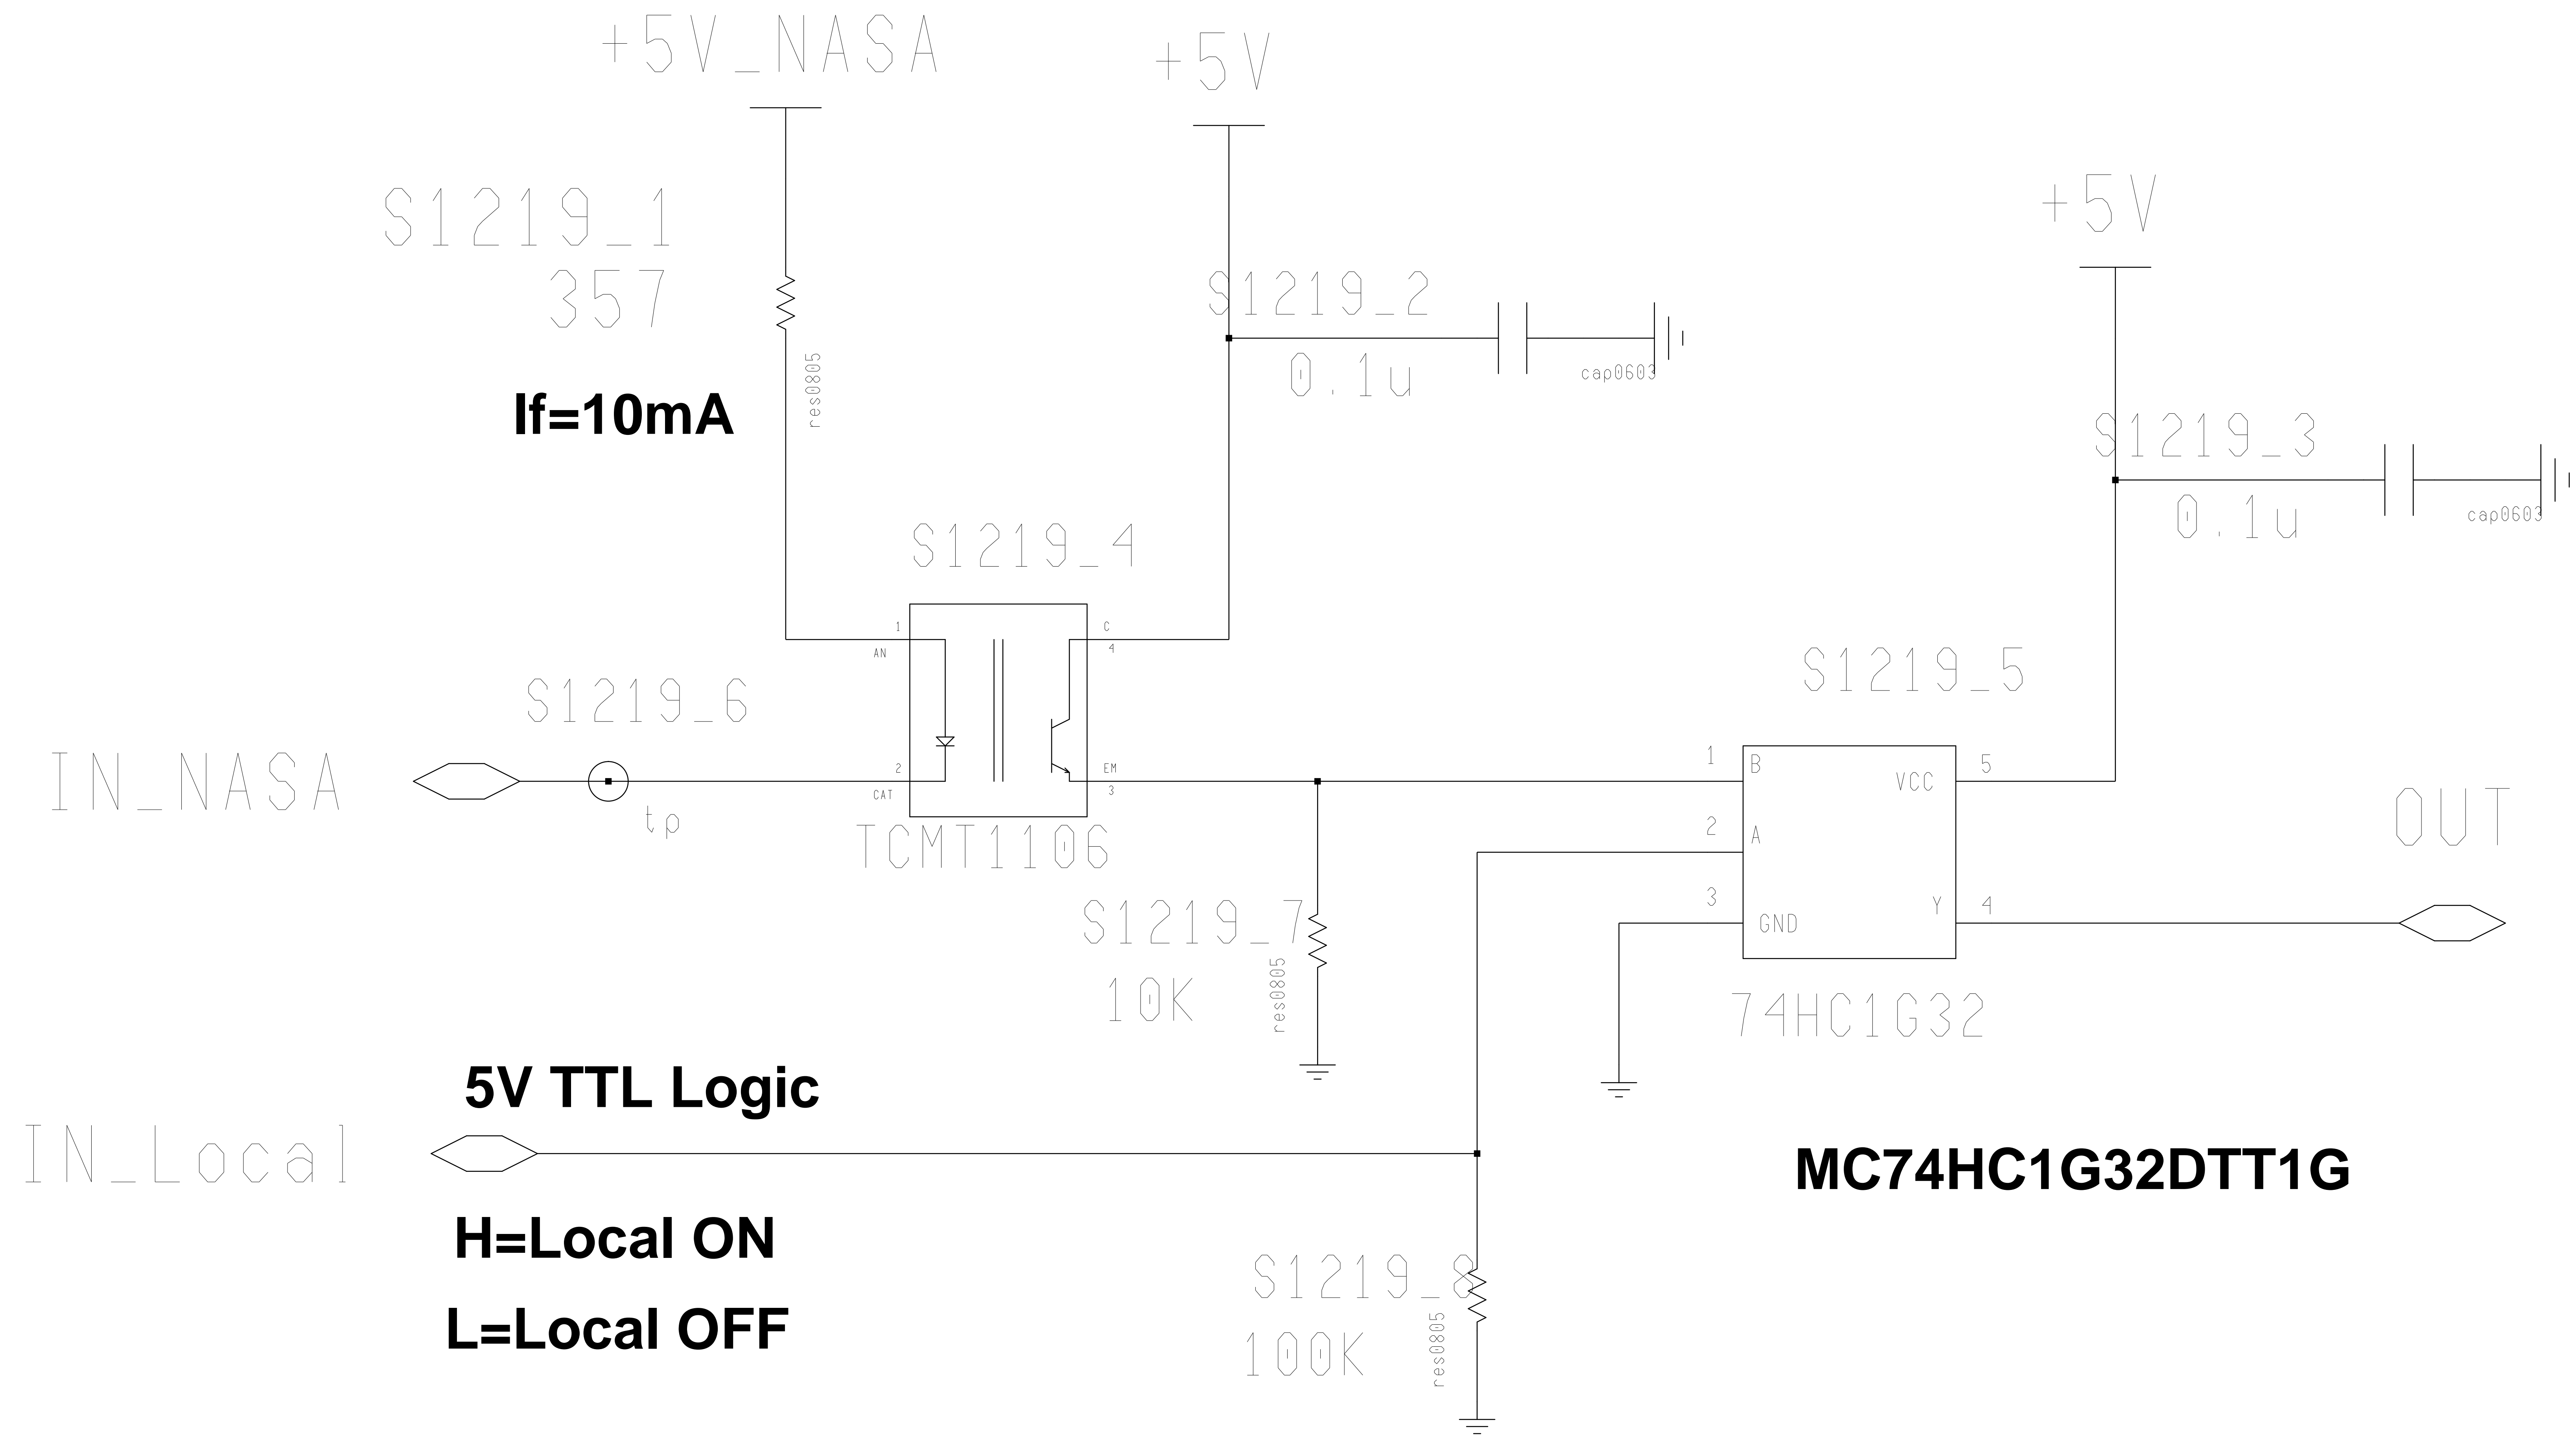 +5V_NASA
+5V
+5V
S1219_1
357
res0805
If=10mA
S1219_2
0.1u
cap0603
S1219_3
0.1u
cap0603
S1219_4
1
AN
C
4
2
CAT
EM
3
TCMT1106
S1219_6
IN_NASA
tp
S1219_5
1
B
VCC
5
2
A
3
GND
Y
4
74HC1G32
OUT
S1219_7
10K
res0805
5V TTL Logic
IN_Local
H=Local ON
L=Local OFF
MC74HC1G32DTT1G
S1219_8
100K
res0805